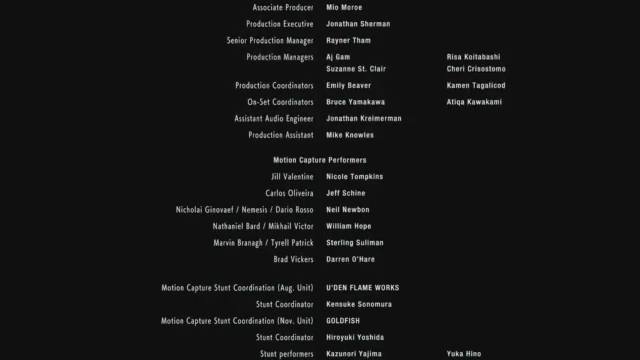 Associate Producer Mio Moroe
Production Executive Jonathan Sherman
Senior Production Manager Rayner Tham
Production Managers Aj Gam Risa Koitabashi
Suzanne St. Clair Cheri Crisostomo
Production Coordinators Emily Beaver Kamen Tagalicod
On-Set Coordinators Bruce Yamakawa Atiqa Kawakami
Assistant Audio Engineer Jonathan Kreimerman
Production Assistant Mike Knowles
Motion Capture Performers
Jill Valentine Nicole Tompkins
Carlos Oliveira Jeff Schine
Nicholai Ginovaef / Nemesis / Dario Rosso Neil Newbon
Nathaniel Bard / Mikhail Victor William Hope
Marvin Branagh / Tyrell Patrick Sterling Suliman
Brad Vickers Darren O'Hare
Motion Capture Stunt Coordination (Aug. Unit) U'DEN FLAME WORKS
Stunt Coordinator Kensuke Sonomura
Motion Capture Stunt Coordination (Nov. Unit) GOLDFISH
Stunt Coordinator Hiroyuki Yoshida
Stunt performers Kazunori Yajima Yuka Hino